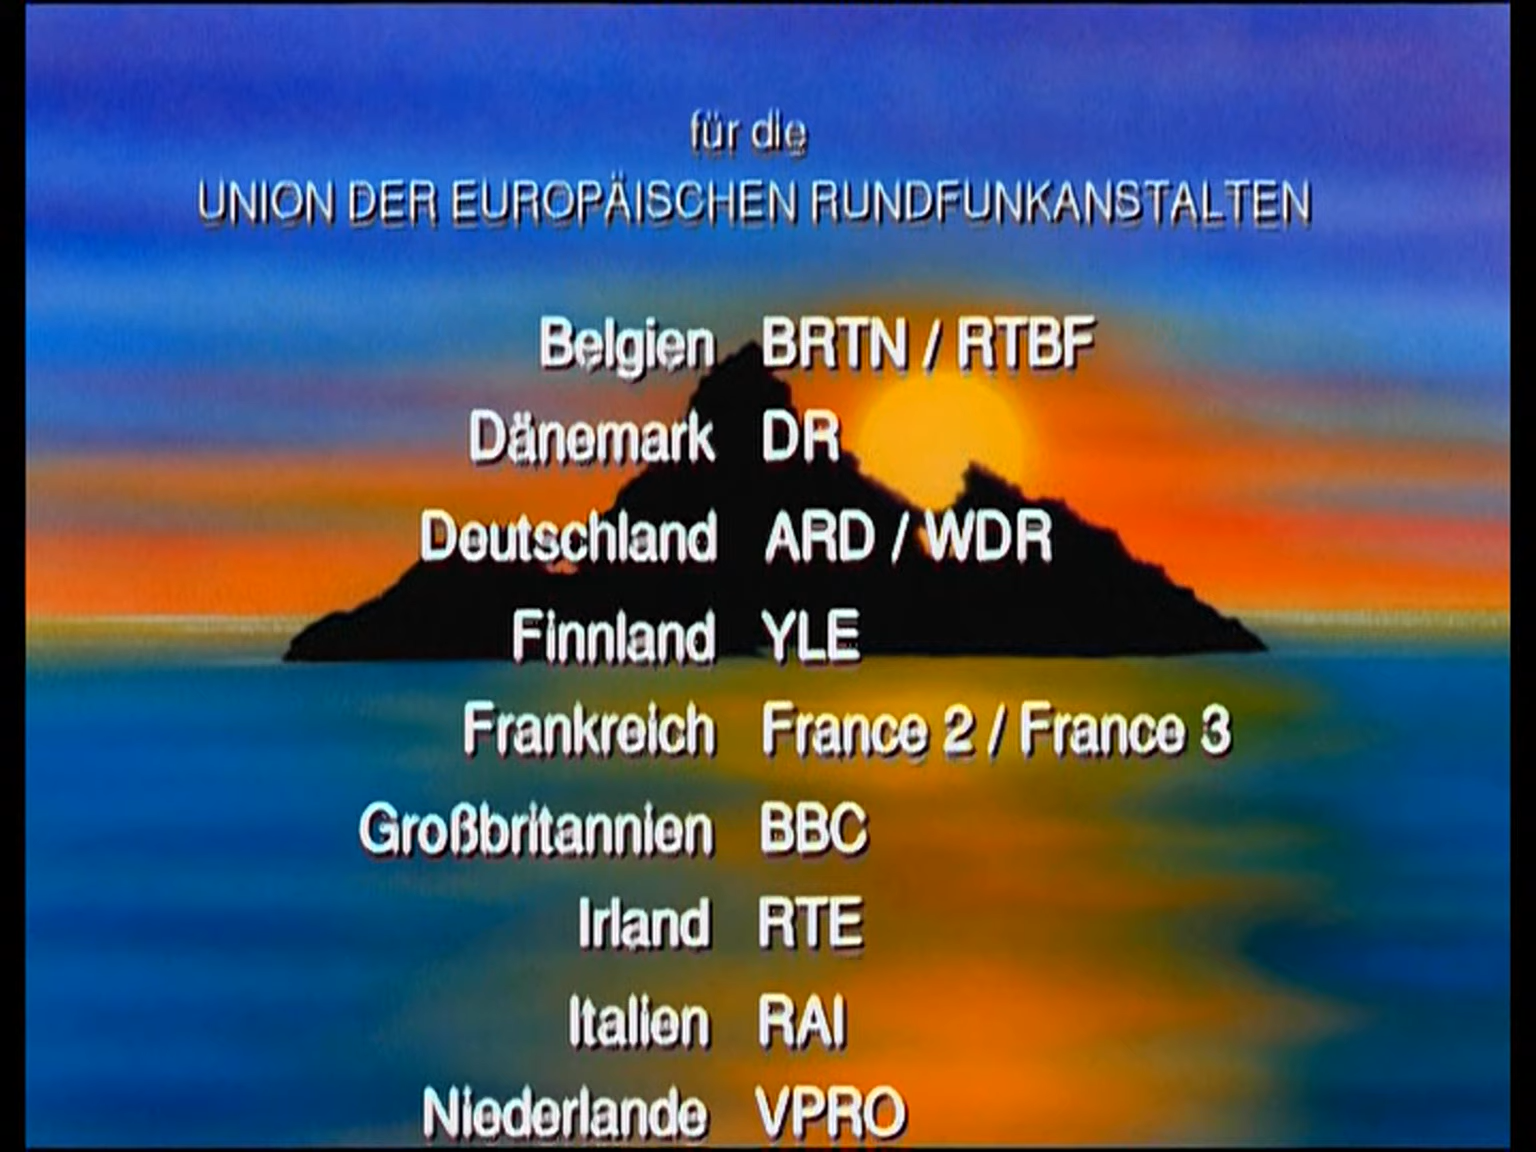 für die
UNION DER EUROPÄISCHEN RUNDFUNKANSTALTEN
Belgien BRTN / RTBF
Dänemark DR
Deutschland ARD / WDR
Finnland YLE
Frankreich France 2 / France 3
Großbritannien BBC
Irland RTE
Italien RAI
Niederlande VPRO